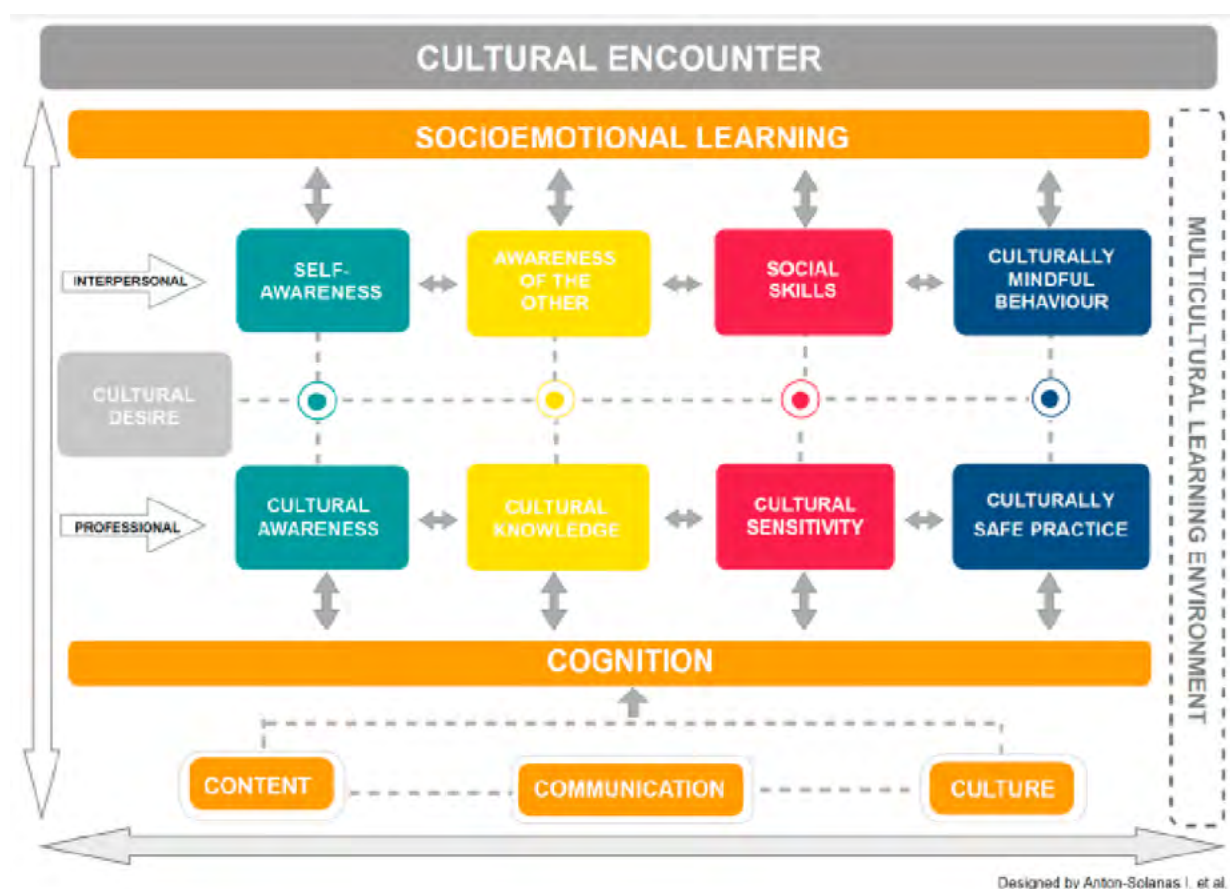 CULTURAL ENCOUNTER
SOCIOEMOTIONAL LEARNING
INTERPERSONAL
SELF-
AWARENESS
AWARENESS
OF THE
OTHER
SOCIAL
SKILLS
CULTURALLY
MINDFUL
BEHAVIOUR
CULTURAL
DESIRE
PROFESSIONAL
CULTURAL
AWARENESS
CULTURAL
KNOWLEDGE
CULTURAL
SENSITIVITY
CULTURALLY
SAFE PRACTICE
MULTICULTURAL LEARNING ENVIRONMENT
COGNITION
CONTENT
COMMUNICATION
CULTURE
Designed by Anton-Solanas I. et al.